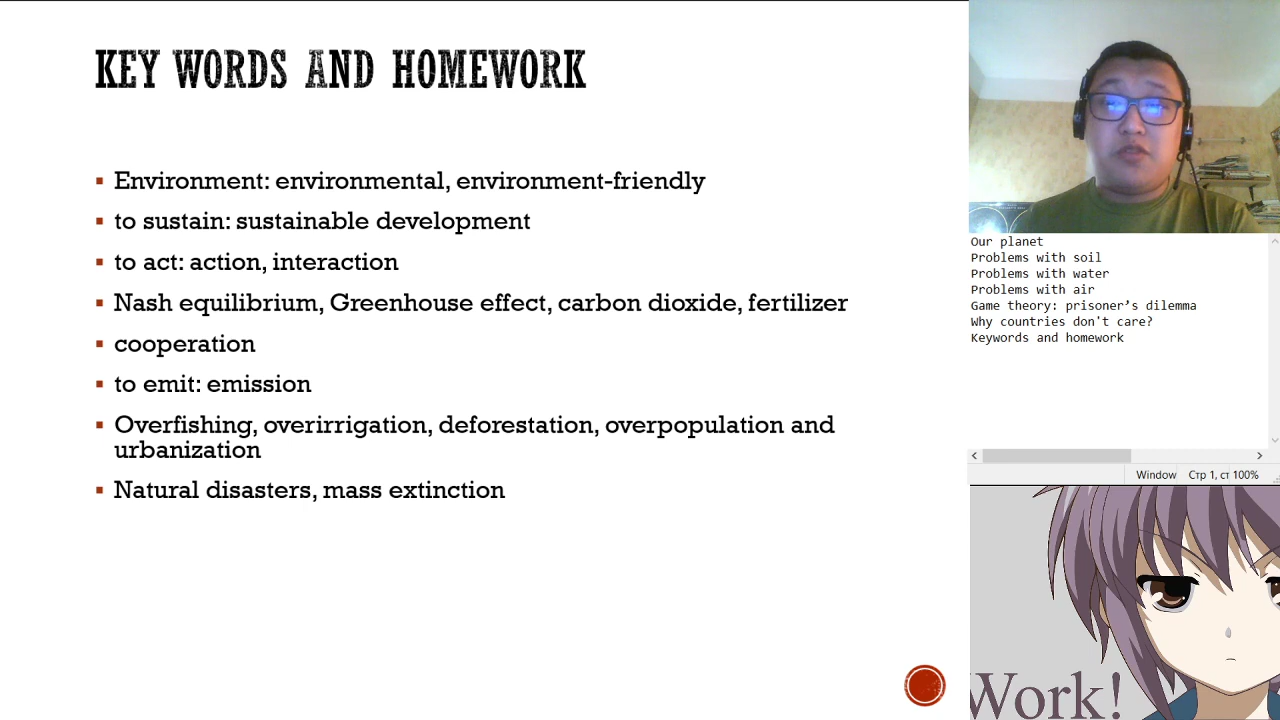 KEY WORDS AND HOMEWORK
Environment: environmental, environment-friendly
to sustain: sustainable development
to act: action, interaction
Nash equilibrium, Greenhouse effect, carbon dioxide, fertilizer
cooperation
to emit: emission
Overfishing, overirrigation, deforestation, overpopulation and
urbanization
Natural disasters, mass extinction
Our planet
Problems with soil
Problems with water
Problems with air
Game theory: prisoner’s dilemma
Why countries don't care?
Keywords and homework
Window Стр 1, ст 100%
Work!